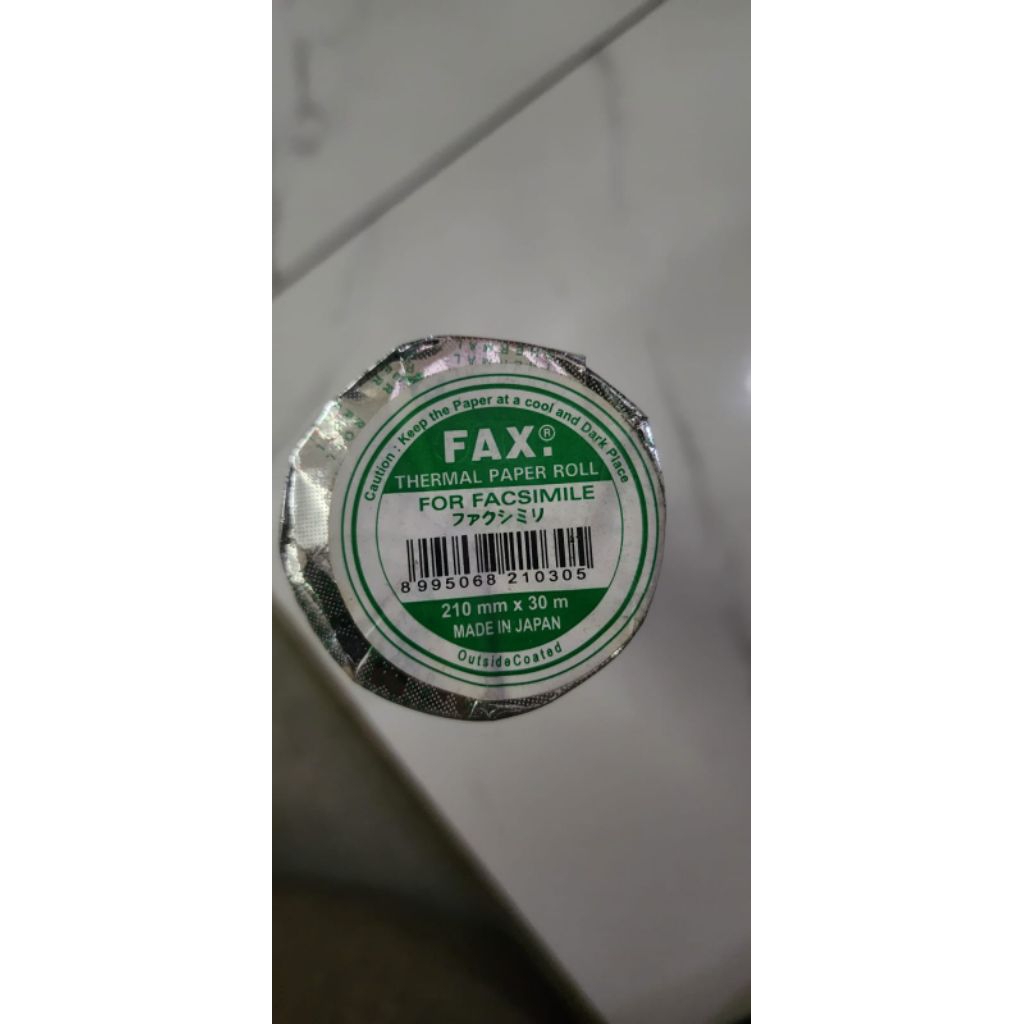 Caution : Keep the Paper at a cool and Dark Place
FAX:®
THERMAL PAPER ROLL
FOR FACSIMILE
ファクシミリ
8 995068 210305
210 mm x 30 m
MADE IN JAPAN
OutsideCoated